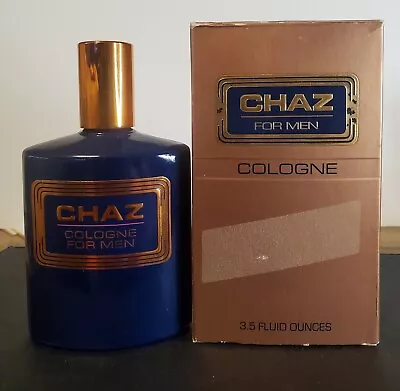 CHAZ
COLOGNE
FOR MEN
CHAZ
FOR MEN
COLOGNE
3.5 FLUID OUNCES